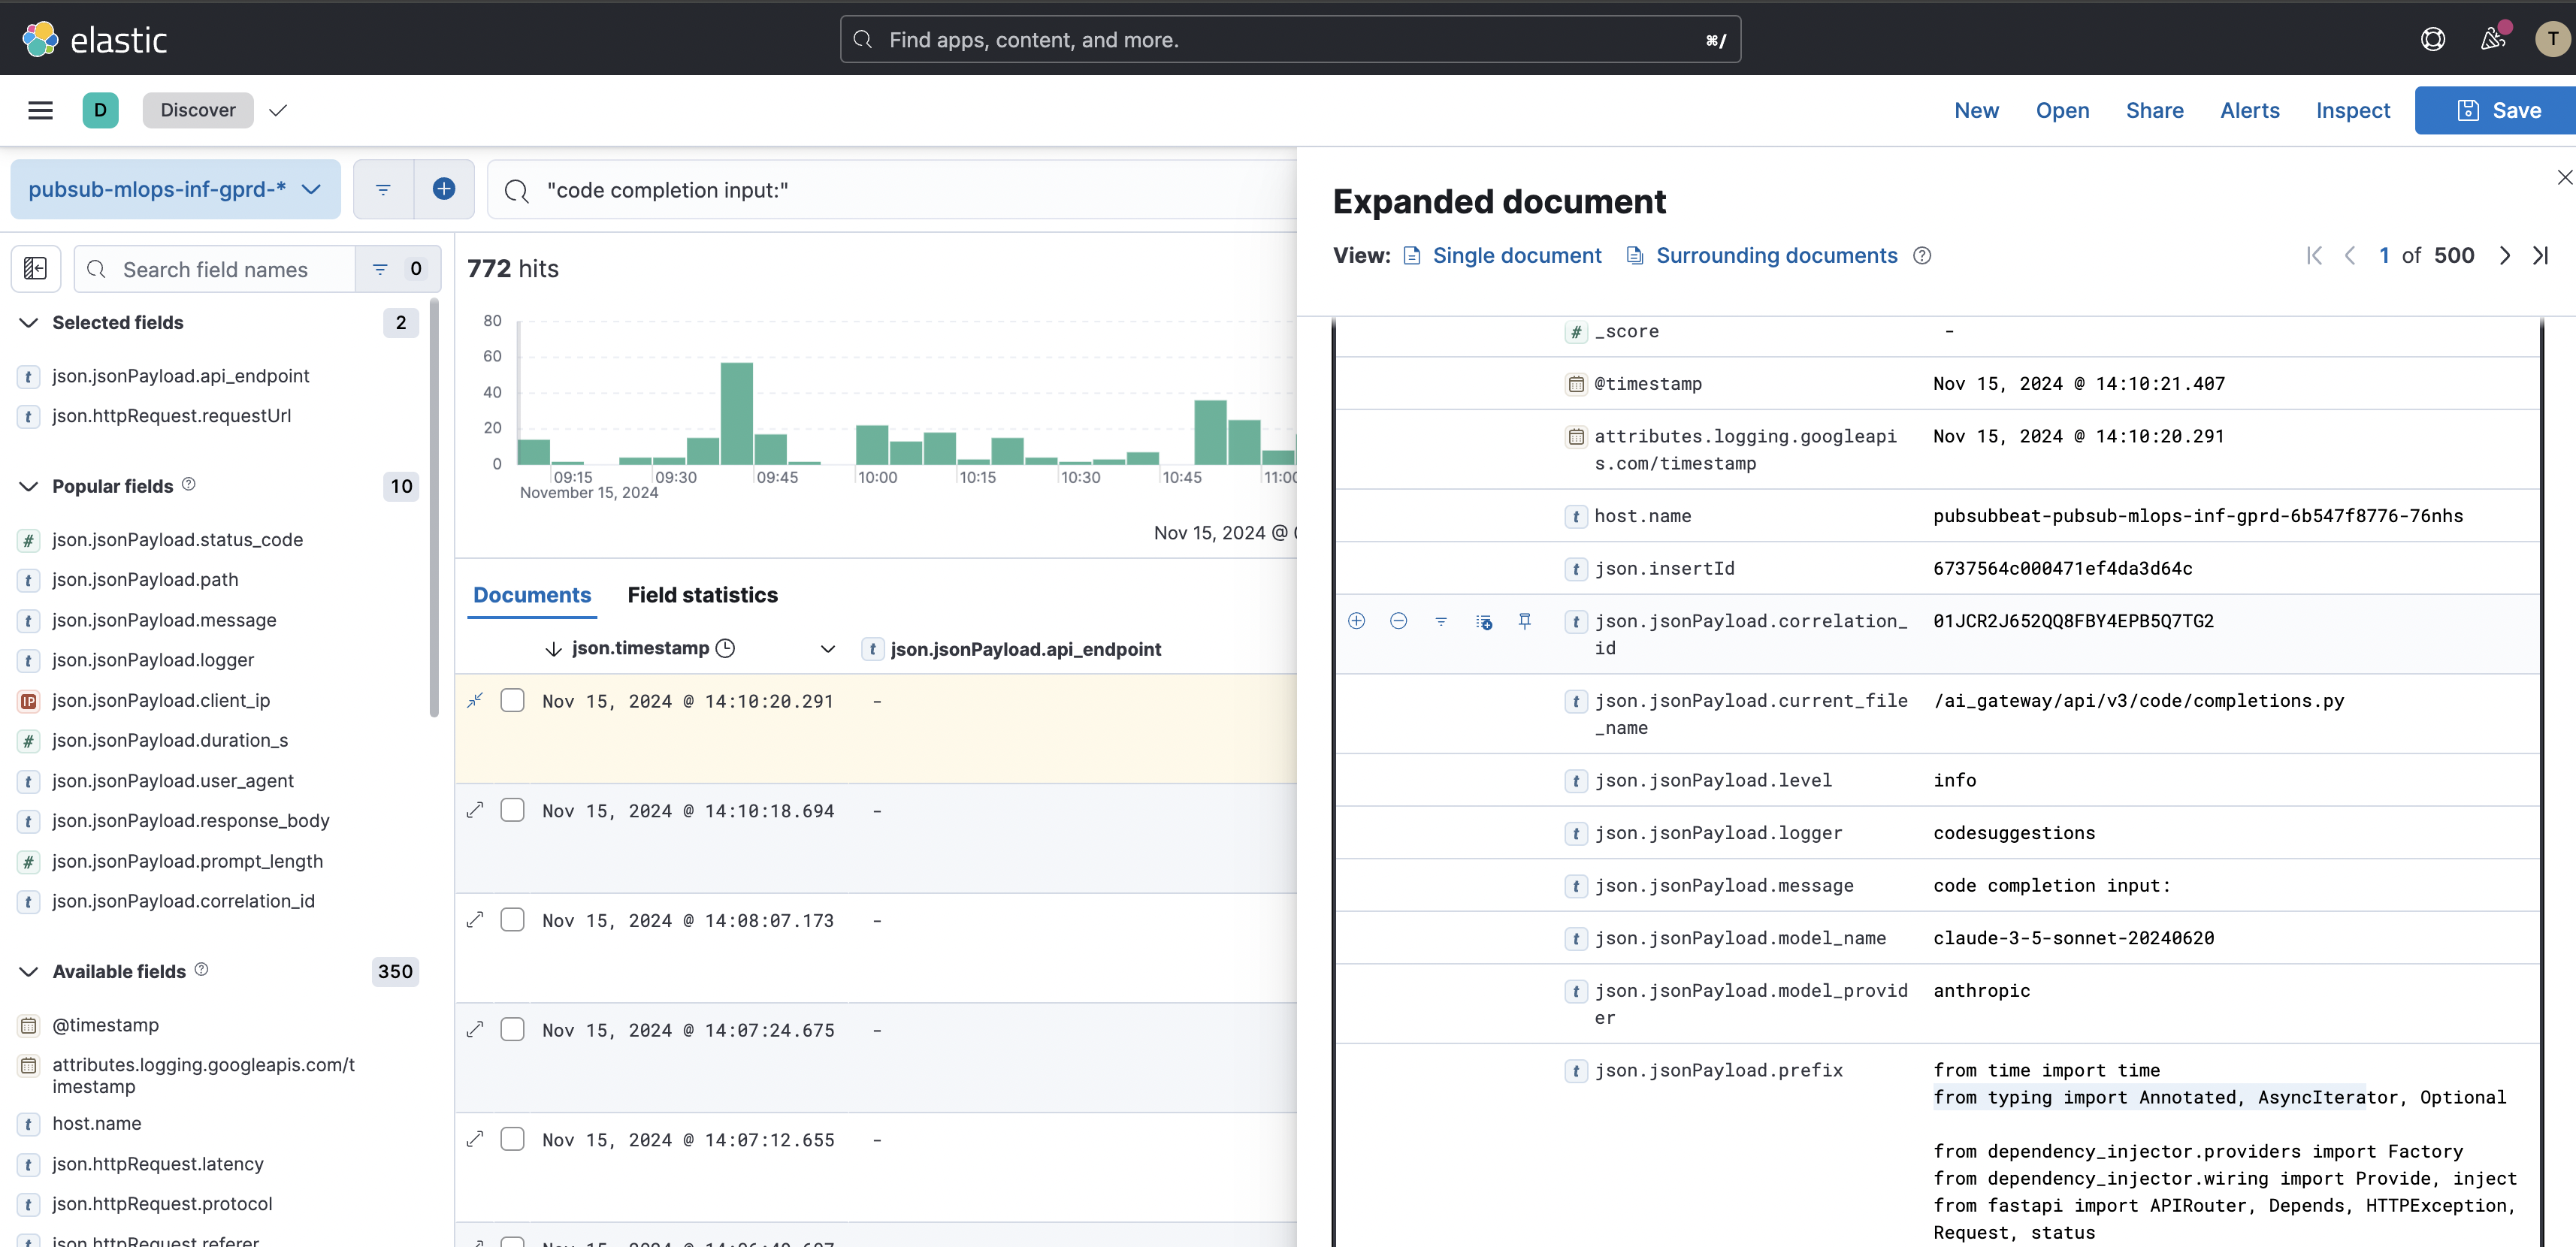 elastic
Find apps, content, and more.
⌘/
T
D
Discover
New
Open
Share
Alerts
Inspect
Save
pubsub-mlops-inf-gprd-*
"code completion input:"
Search field names
0
Selected fields
2
json.jsonPayload.api_endpoint
json.httpRequest.requestUrl
Popular fields
10
json.jsonPayload.status_code
json.jsonPayload.path
json.jsonPayload.message
json.jsonPayload.logger
json.jsonPayload.client_ip
json.jsonPayload.duration_s
json.jsonPayload.user_agent
json.jsonPayload.response_body
json.jsonPayload.prompt_length
json.jsonPayload.correlation_id
Available fields
350
@timestamp
attributes.logging.googleapis.com/t
imestamp
host.name
json.httpRequest.latency
json.httpRequest.protocol
json.httpRequest.referer
772 hits
80
60
40
20
0
09:15
09:30
09:45
10:00
10:15
10:30
10:45
11:00
November 15, 2024
Nov 15, 2024 @
Documents
Field statistics
json.timestamp
json.jsonPayload.api_endpoint
Nov 15, 2024 @ 14:10:20.291 -
Nov 15, 2024 @ 14:10:18.694 -
Nov 15, 2024 @ 14:08:07.173 -
Nov 15, 2024 @ 14:07:24.675 -
Nov 15, 2024 @ 14:07:12.655 -
Expanded document
View: Single document Surrounding documents
1 of 500
_score -
@timestamp Nov 15, 2024 @ 14:10:21.407
attributes.logging.googleapi Nov 15, 2024 @ 14:10:20.291
s.com/timestamp
host.name pubsubbeat-pubsub-mlops-inf-gprd-6b547f8776-76nhs
json.insertId 6737564c000471ef4da3d64c
json.jsonPayload.correlation_ 01JCR2J652QQ8FBY4EPB5Q7TG2
id
json.jsonPayload.current_file /ai_gateway/api/v3/code/completions.py
_name
json.jsonPayload.level info
json.jsonPayload.logger codesuggestions
json.jsonPayload.message code completion input:
json.jsonPayload.model_name claude-3-5-sonnet-20240620
json.jsonPayload.model_provid anthropic
er
json.jsonPayload.prefix from time import time
from typing import Annotated, AsyncIterator, Optional
from dependency_injector.providers import Factory
from dependency_injector.wiring import Provide, inject
from fastapi import APIRouter, Depends, HTTPException,
Request, status